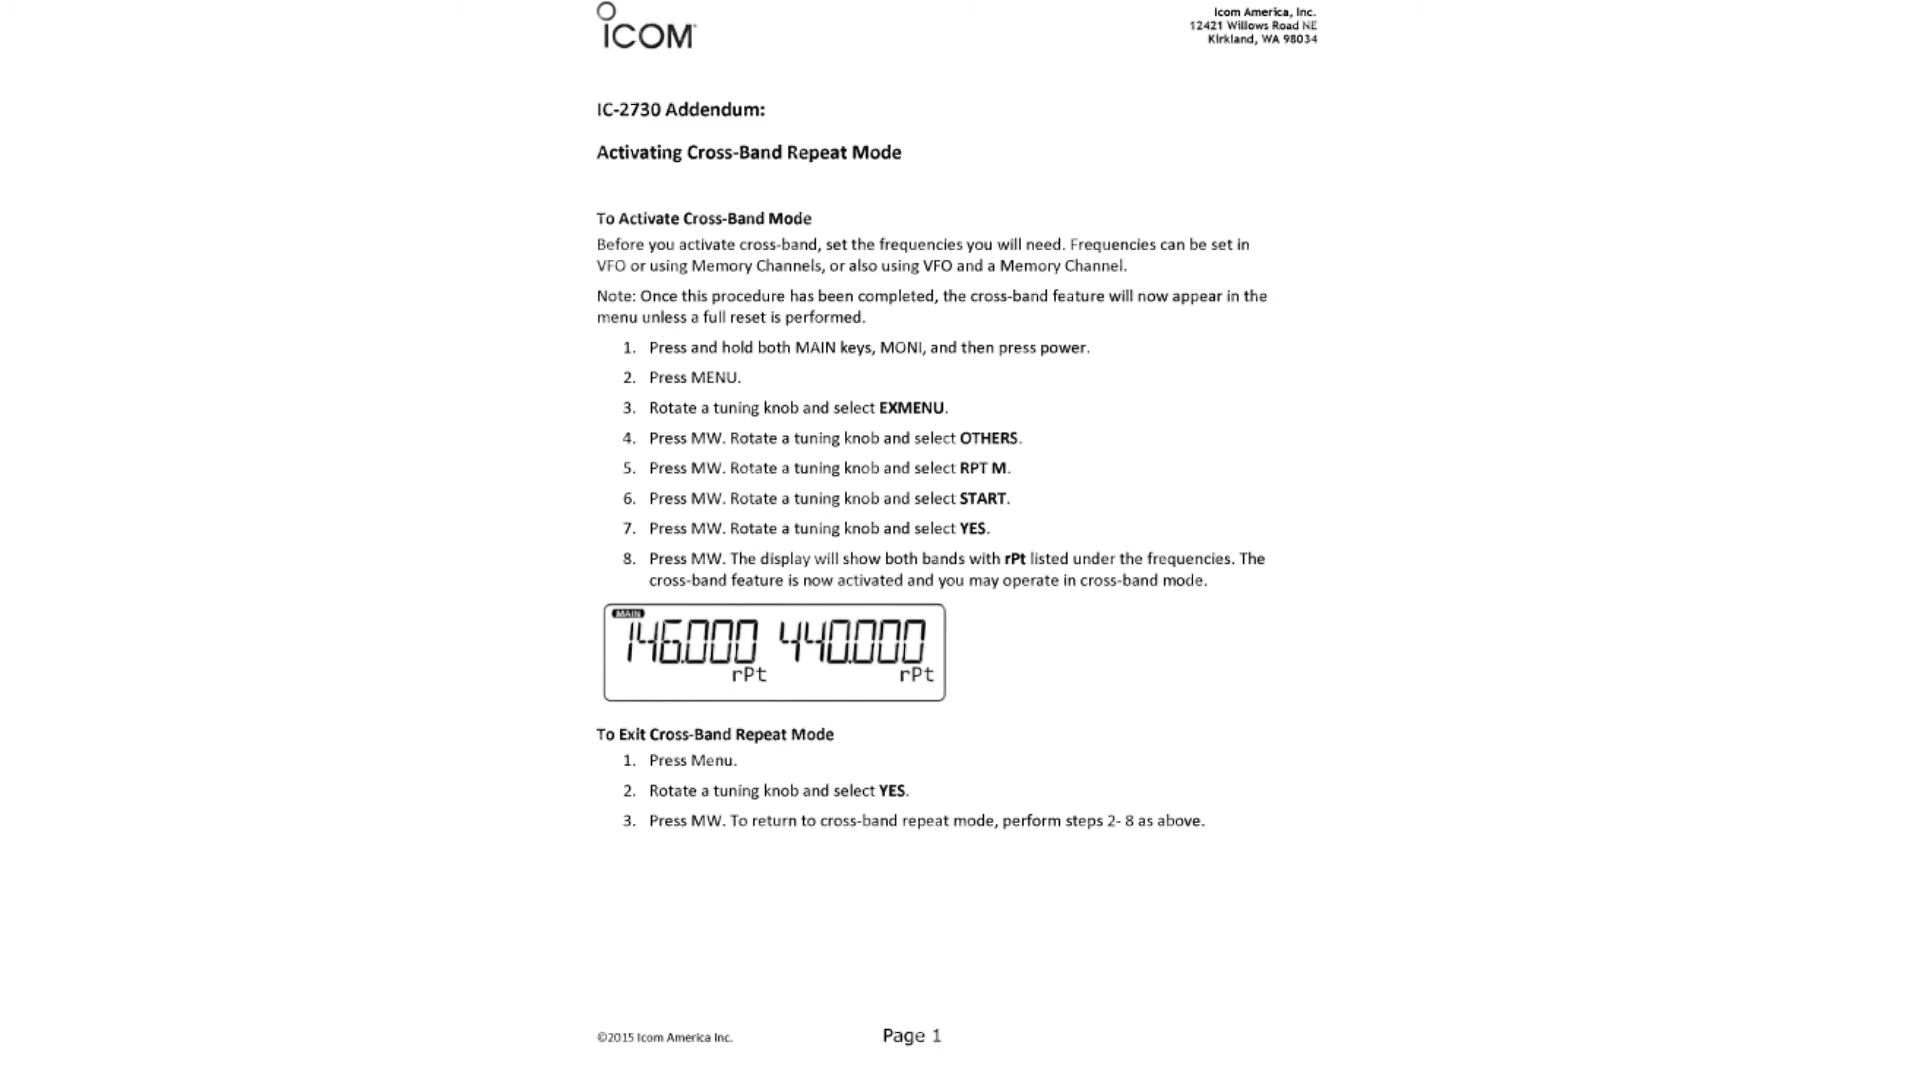 ICOM
Icom America, Inc.
12421 Willows Road NE
Kirkland, WA 98034
IC-2730 Addendum:
Activating Cross-Band Repeat Mode
To Activate Cross-Band Mode
Before you activate cross-band, set the frequencies you will need. Frequencies can be set in
VFO or using Memory Channels, or also using VFO and a Memory Channel.
Note: Once this procedure has been completed, the cross-band feature will now appear in the
menu unless a full reset is performed.
1. Press and hold both MAIN keys, MONI, and then press power.
2. Press MENU.
3. Rotate a tuning knob and select EXMENU.
4. Press MW. Rotate a tuning knob and select OTHERS.
5. Press MW. Rotate a tuning knob and select RPT M.
6. Press MW. Rotate a tuning knob and select START.
7. Press MW. Rotate a tuning knob and select YES.
8. Press MW. The display will show both bands with rPt listed under the frequencies. The
cross-band feature is now activated and you may operate in cross-band mode.
MAIN
146.000 440.000
rPt rPt
To Exit Cross-Band Repeat Mode
1. Press Menu.
2. Rotate a tuning knob and select YES.
3. Press MW. To return to cross-band repeat mode, perform steps 2- 8 as above.
©2015 Icom America Inc. Page 1